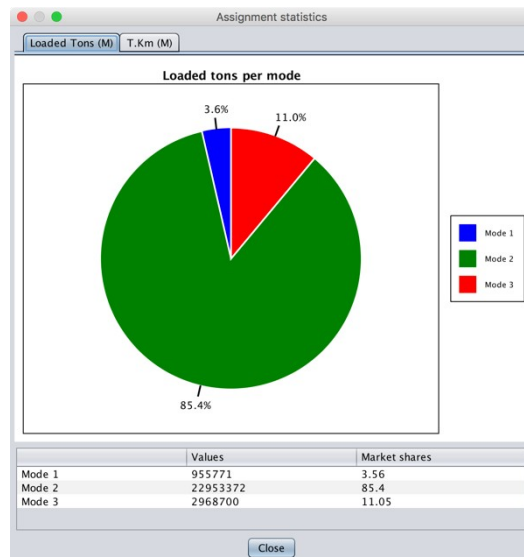 Assignment statistics
Loaded Tons (M) T.Km (M)
Loaded tons per mode
3.6%
11.0%
Mode 1
Mode 2
Mode 3
85.4%
Values Market shares
Mode 1 955771 3.56
Mode 2 22953372 85.4
Mode 3 2968700 11.05
Close